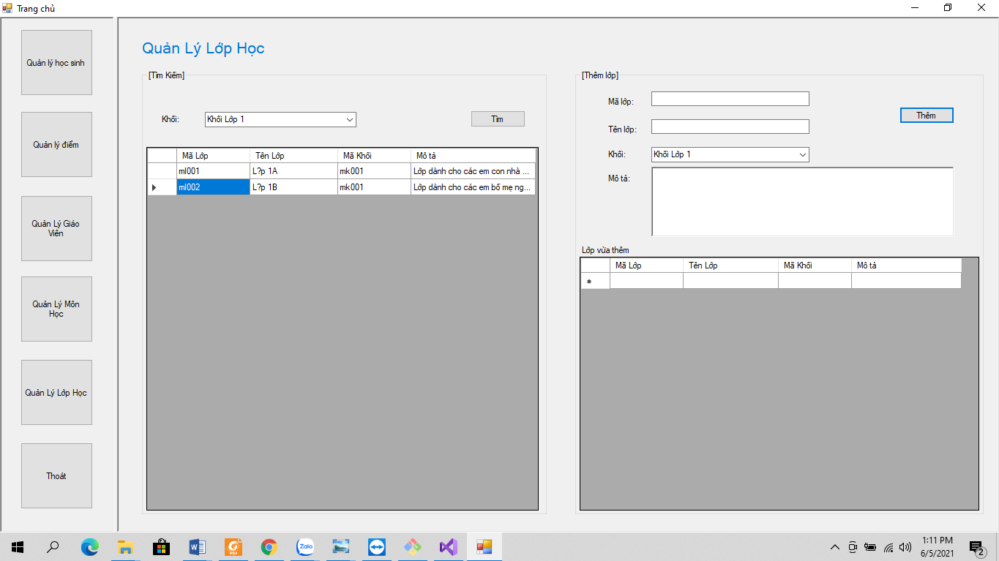 Trang chủ
Quản lý học sinh
Quản lý điểm
Quản Lý Giáo
Viên
Quản Lý Môn
Học
Quản Lý Lớp Học
Thoát
Quản Lý Lớp Học
[Tìm Kiếm]
Khối:
Khối Lớp 1
Tìm
Mã Lớp Tên Lớp Mã Khối Mô tả
ml001 L?p 1A mk001 Lớp dành cho các em con nhà ...
ml002 L?p 1B mk001 Lớp dành cho các em bố mẹ ng...
[Thêm lớp]
Mã lớp:
Thêm
Tên lớp:
Khối:
Khối Lớp 1
Mô tả:
Lớp vừa thêm
Mã Lớp Tên Lớp Mã Khối Mô tả
Zalo
PDF
1:11 PM
6/5/2021
2